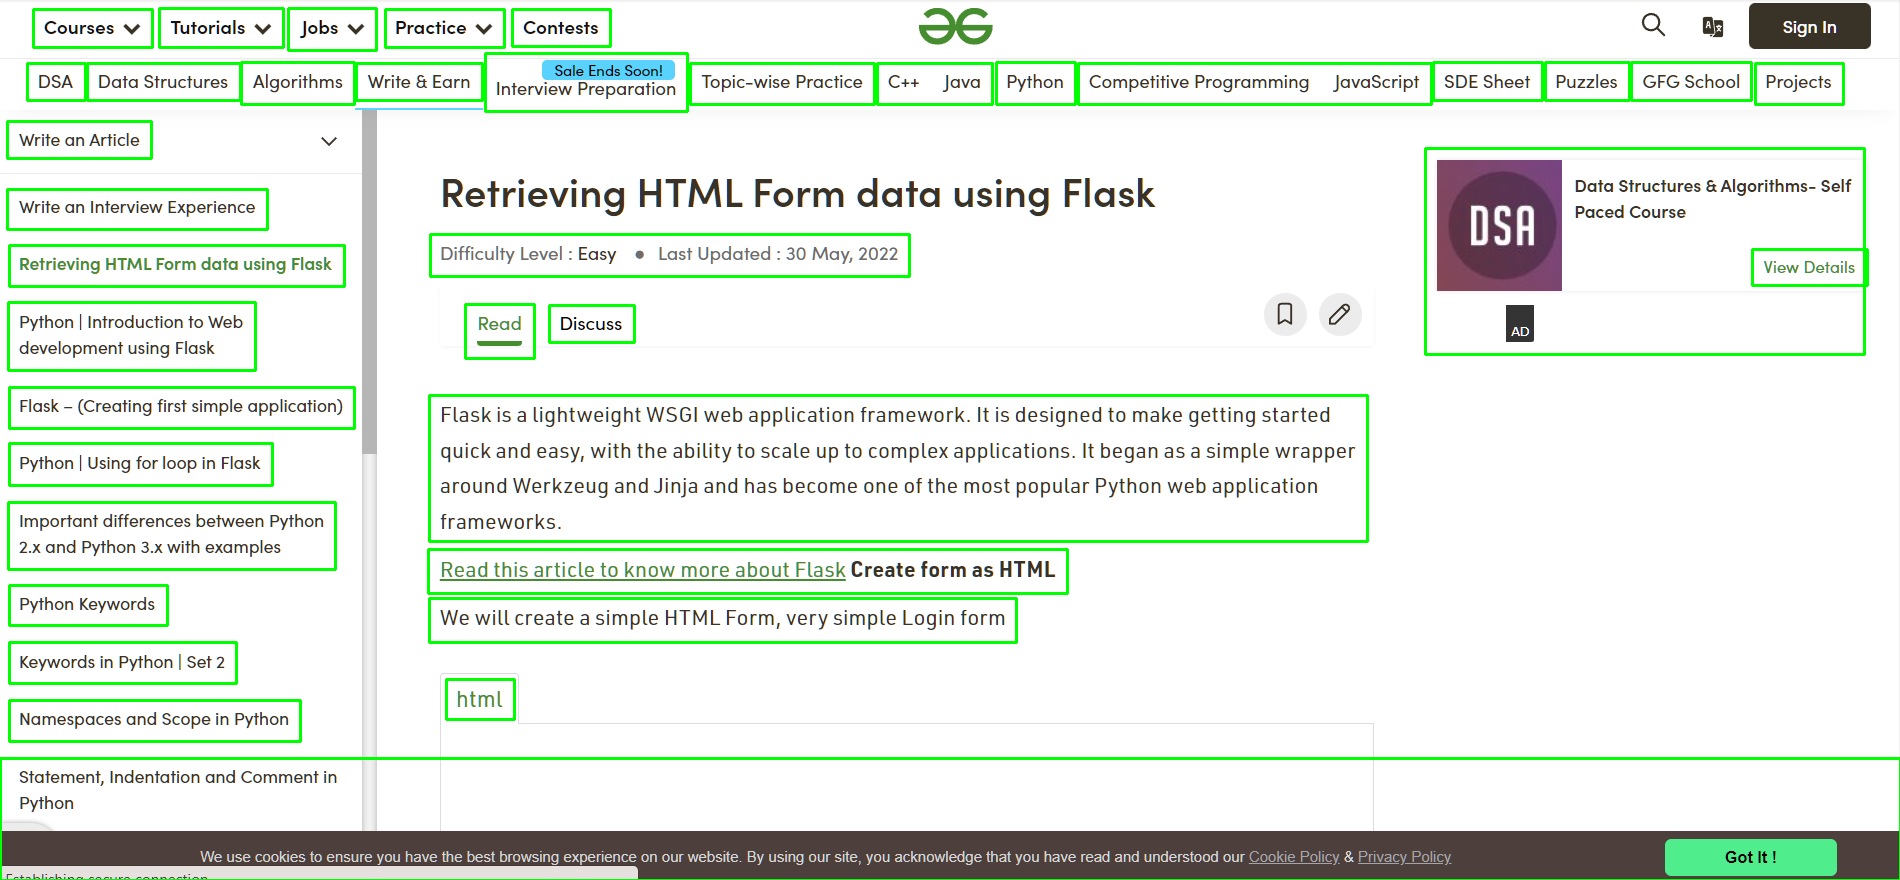 Courses Tutorials Jobs Practice Contests Sign In
DSA Data Structures Algorithms Write & Earn Sale Ends Soon! Interview Preparation Topic-wise Practice C++ Java Python Competitive Programming JavaScript SDE Sheet Puzzles GFG School Projects
Write an Article
Write an Interview Experience
Retrieving HTML Form data using Flask
Python | Introduction to Web
development using Flask
Flask – (Creating first simple application)
Python | Using for loop in Flask
Important differences between Python
2.x and Python 3.x with examples
Python Keywords
Keywords in Python | Set 2
Namespaces and Scope in Python
Statement, Indentation and Comment in
Python
Retrieving HTML Form data using Flask
Difficulty Level : Easy ● Last Updated : 30 May, 2022
Read Discuss
Flask is a lightweight WSGI web application framework. It is designed to make getting started
quick and easy, with the ability to scale up to complex applications. It began as a simple wrapper
around Werkzeug and Jinja and has become one of the most popular Python web application
frameworks.
Read this article to know more about Flask Create form as HTML
We will create a simple HTML Form, very simple Login form
html
DSA
Data Structures & Algorithms- Self
Paced Course
View Details
AD
We use cookies to ensure you have the best browsing experience on our website. By using our site, you acknowledge that you have read and understood our Cookie Policy & Privacy Policy
Got It !
Establishing secure connection